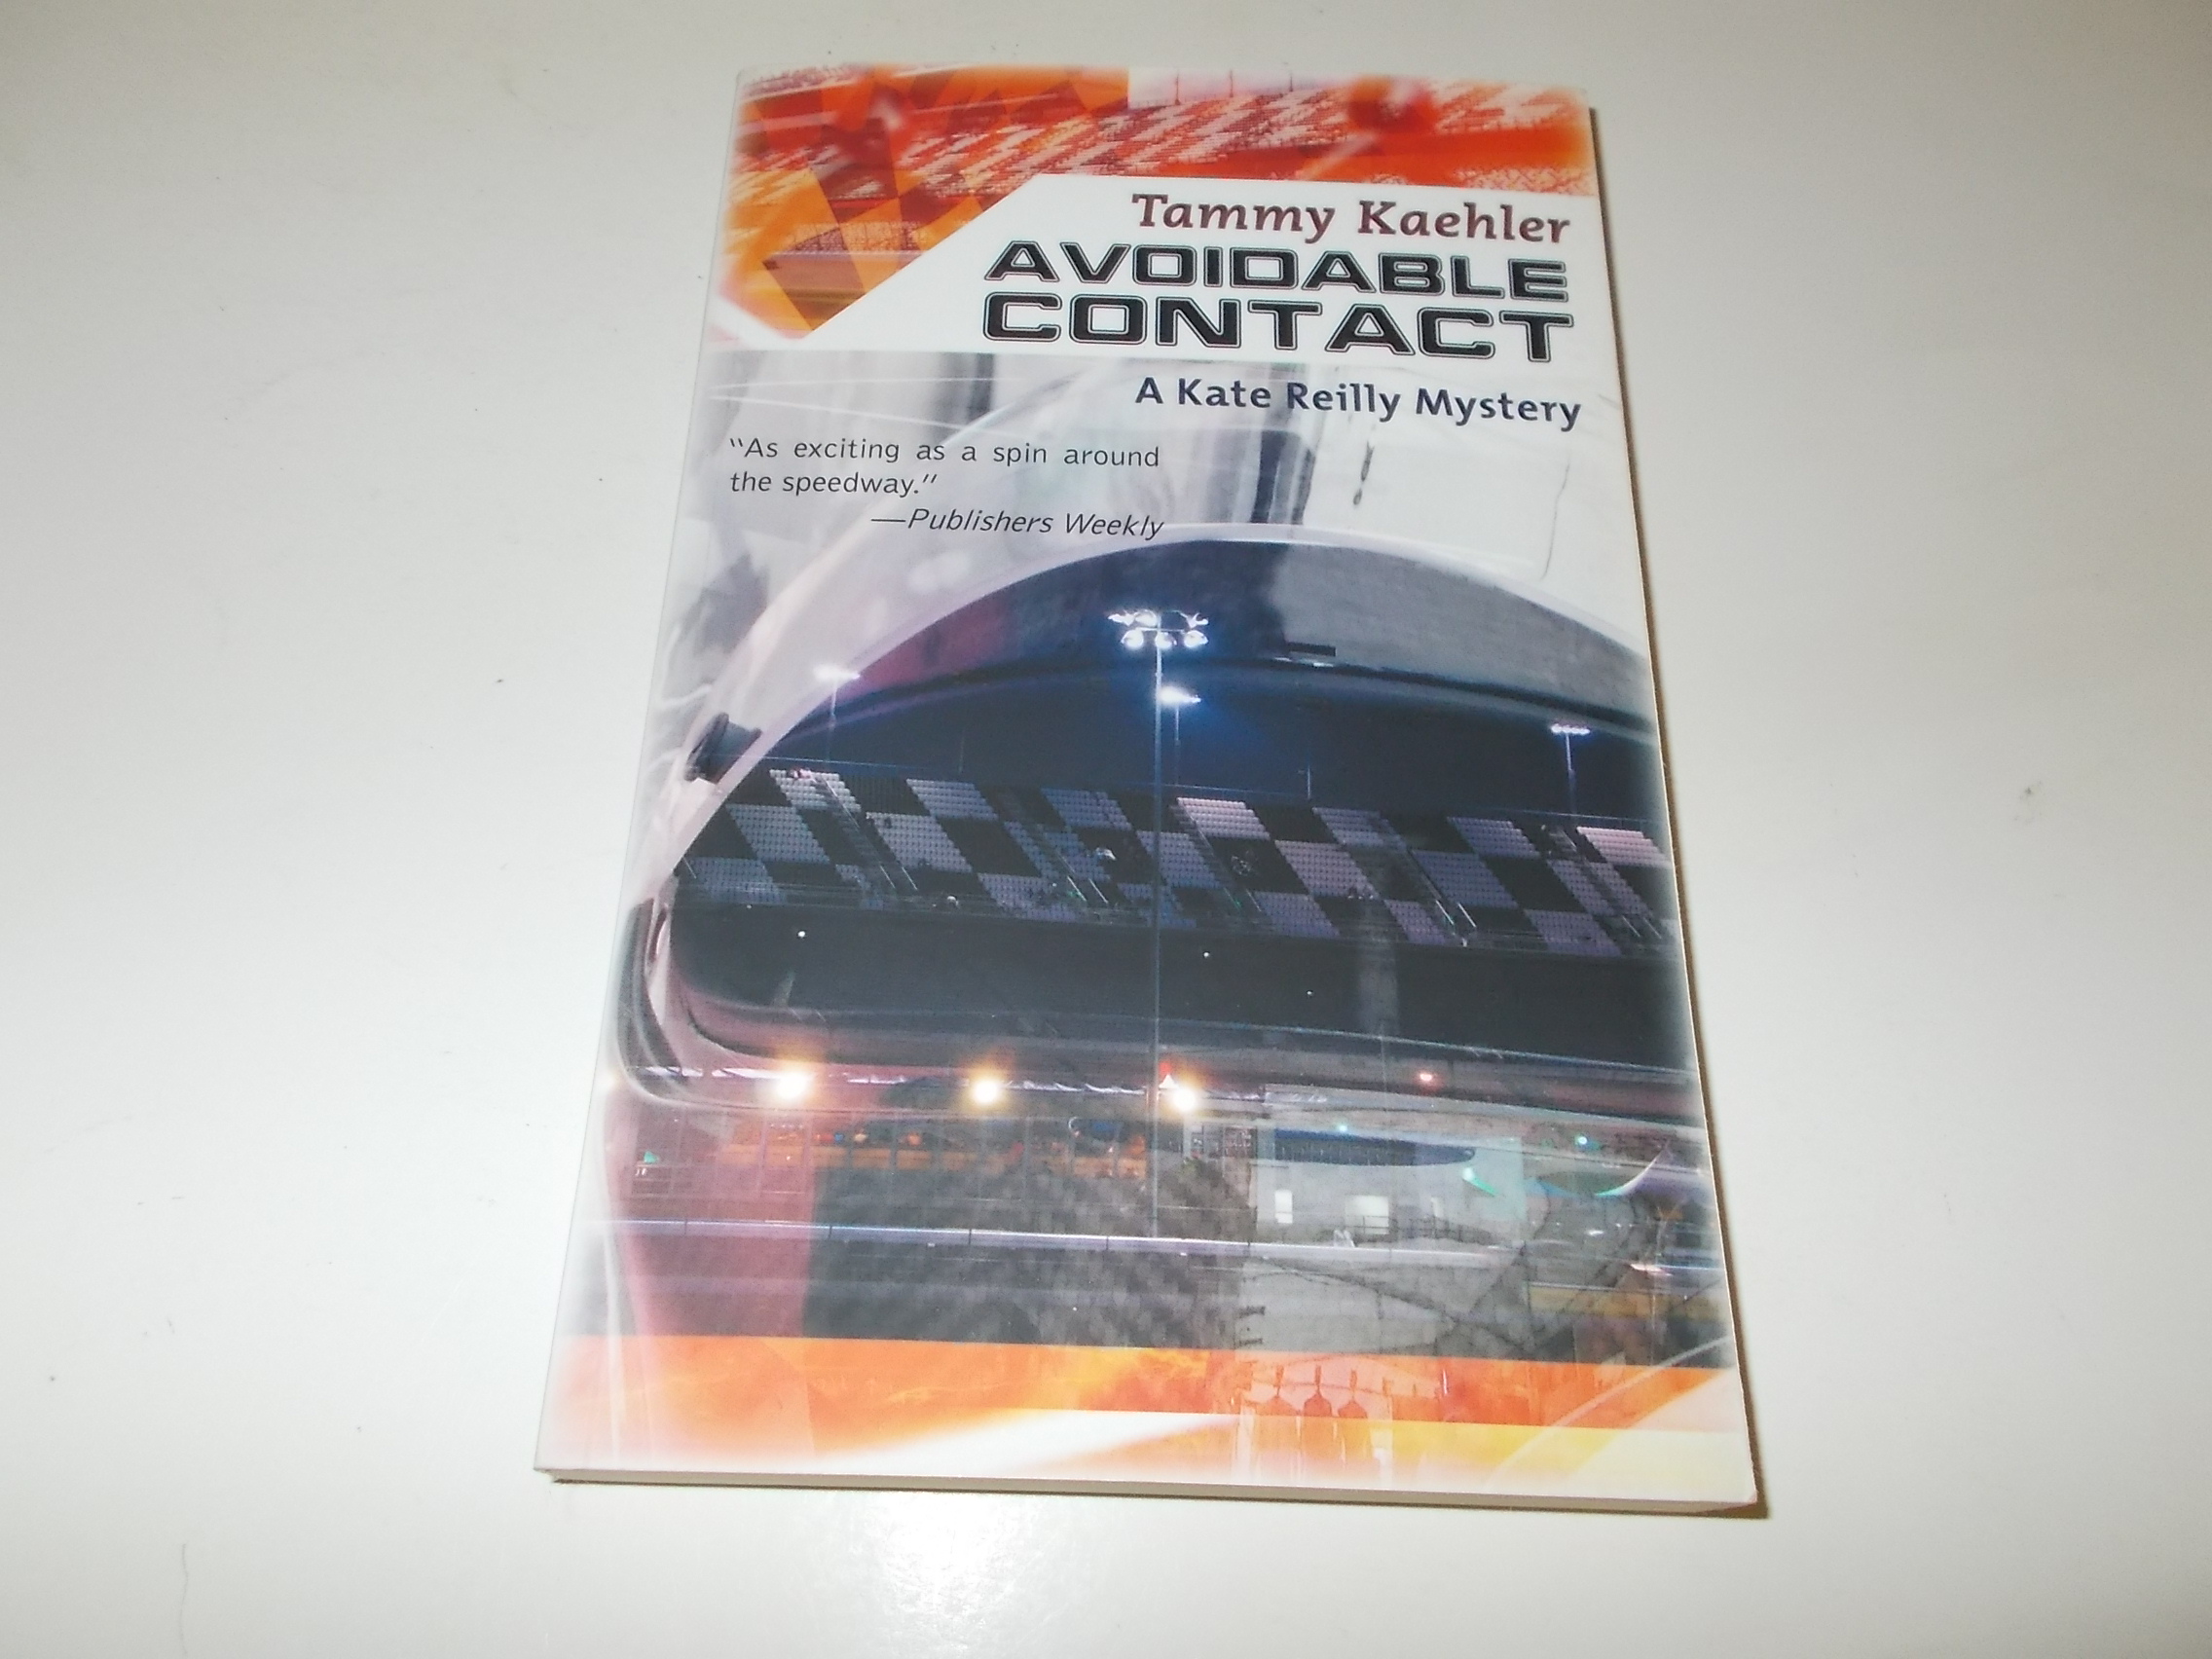 Tammy Kaehler
AVOIDABLE
CONTACT
A Kate Reilly Mystery
"As exciting as a spin around
the speedway."
—Publishers Weekly